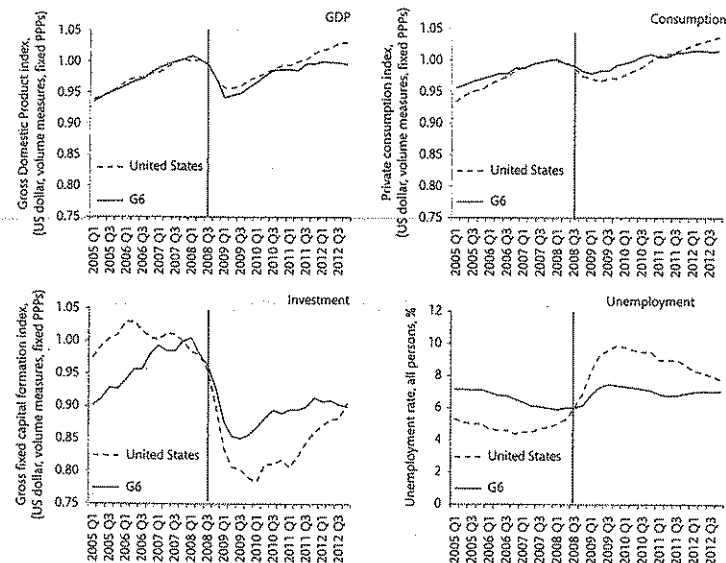 GDP
Gross Domestic Product index,
(US dollar, volume measures, fixed PPPs)
1.05
1.00
0.95
0.90
0.85
0.80
0.75
United States
G6
2005 Q1
2005 Q3
2006 Q1
2006 Q3
2007 Q1
2007 Q3
2008 Q1
2008 Q3
2009 Q1
2009 Q3
2010 Q1
2010 Q3
2011 Q1
2011 Q3
2012 Q1
2012 Q3
Consumption
Private consumption index,
(US dollar, volume measures, fixed PPPs)
1.05
1.00
0.95
0.90
0.85
0.80
0.75
United States
G6
2005 Q1
2005 Q3
2006 Q1
2006 Q3
2007 Q1
2007 Q3
2008 Q1
2008 Q3
2009 Q1
2009 Q3
2010 Q1
2010 Q3
2011 Q1
2011 Q3
2012 Q1
2012 Q3
Investment
Gross fixed capital formation index,
(US dollar, volume measures, fixed PPPs)
1.05
1.00
0.95
0.90
0.85
0.80
0.75
United States
G6
2005 Q1
2005 Q3
2006 Q1
2006 Q3
2007 Q1
2007 Q3
2008 Q1
2008 Q3
2009 Q1
2009 Q3
2010 Q1
2010 Q3
2011 Q1
2011 Q3
2012 Q1
2012 Q3
Unemployment
Unemployment rate, all persons, %
12
10
8
6
4
2
0
United States
G6
2005 Q1
2005 Q3
2006 Q1
2006 Q3
2007 Q1
2007 Q3
2008 Q1
2008 Q3
2009 Q1
2009 Q3
2010 Q1
2010 Q3
2011 Q1
2011 Q3
2012 Q1
2012 Q3